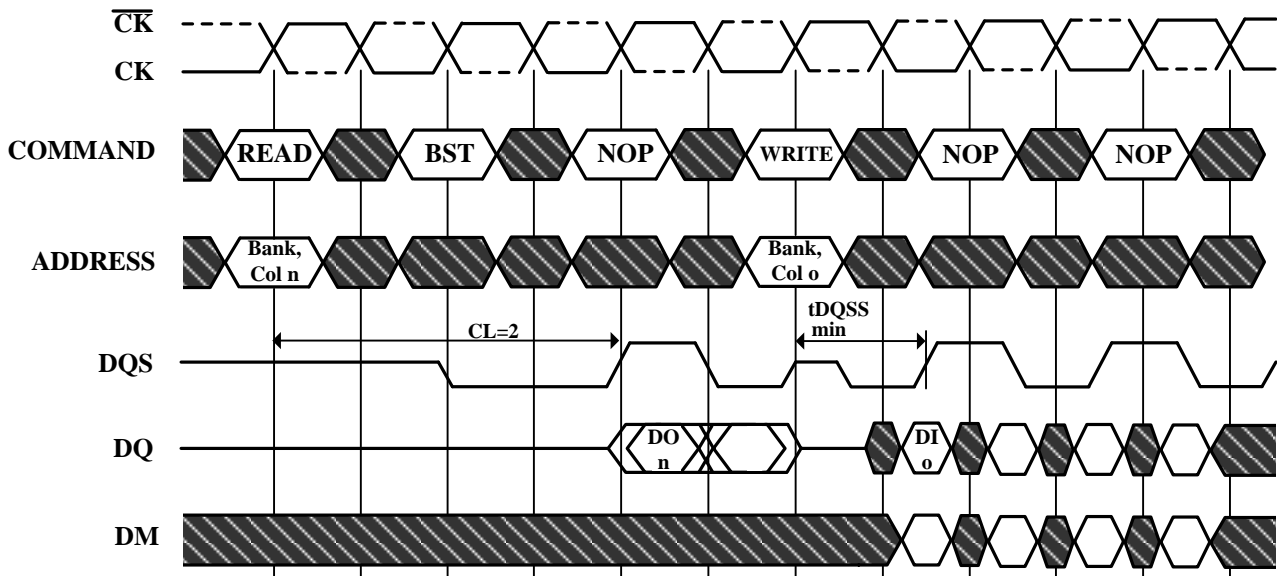 CK
CK
COMMAND READ BST NOP WRITE NOP NOP
ADDRESS Bank, Col n Bank, Col o
CL=2
tDQSS
min
DQS
DQ DO n DI o
DM